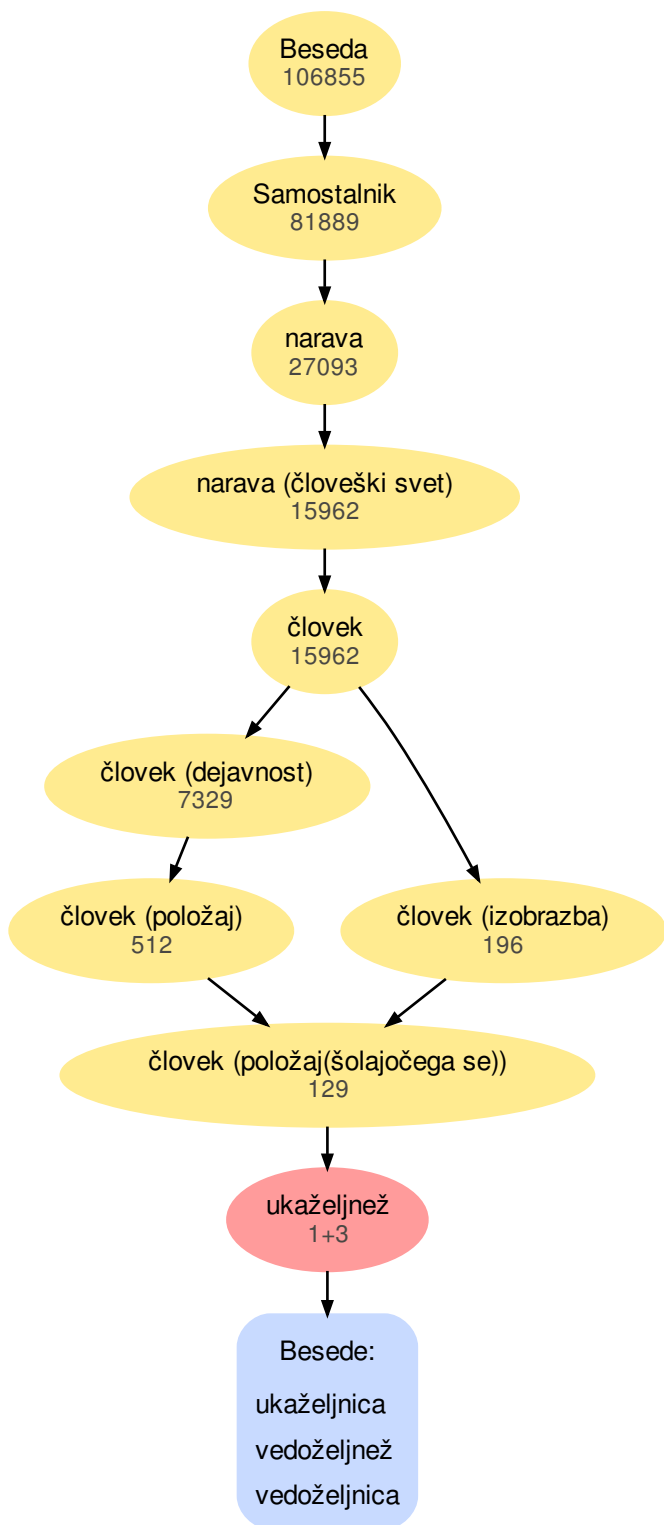 Beseda
106855
Samostalnik
81889
narava
27093
narava (človeški svet)
15962
človek
15962
človek (dejavnost)
7329
človek (položaj)
512
človek (izobrazba)
196
človek (položaj(šolajočega se))
129
ukaželjnež
1+3
Besede:
ukaželjnica
vedoželjnež
vedoželjnica